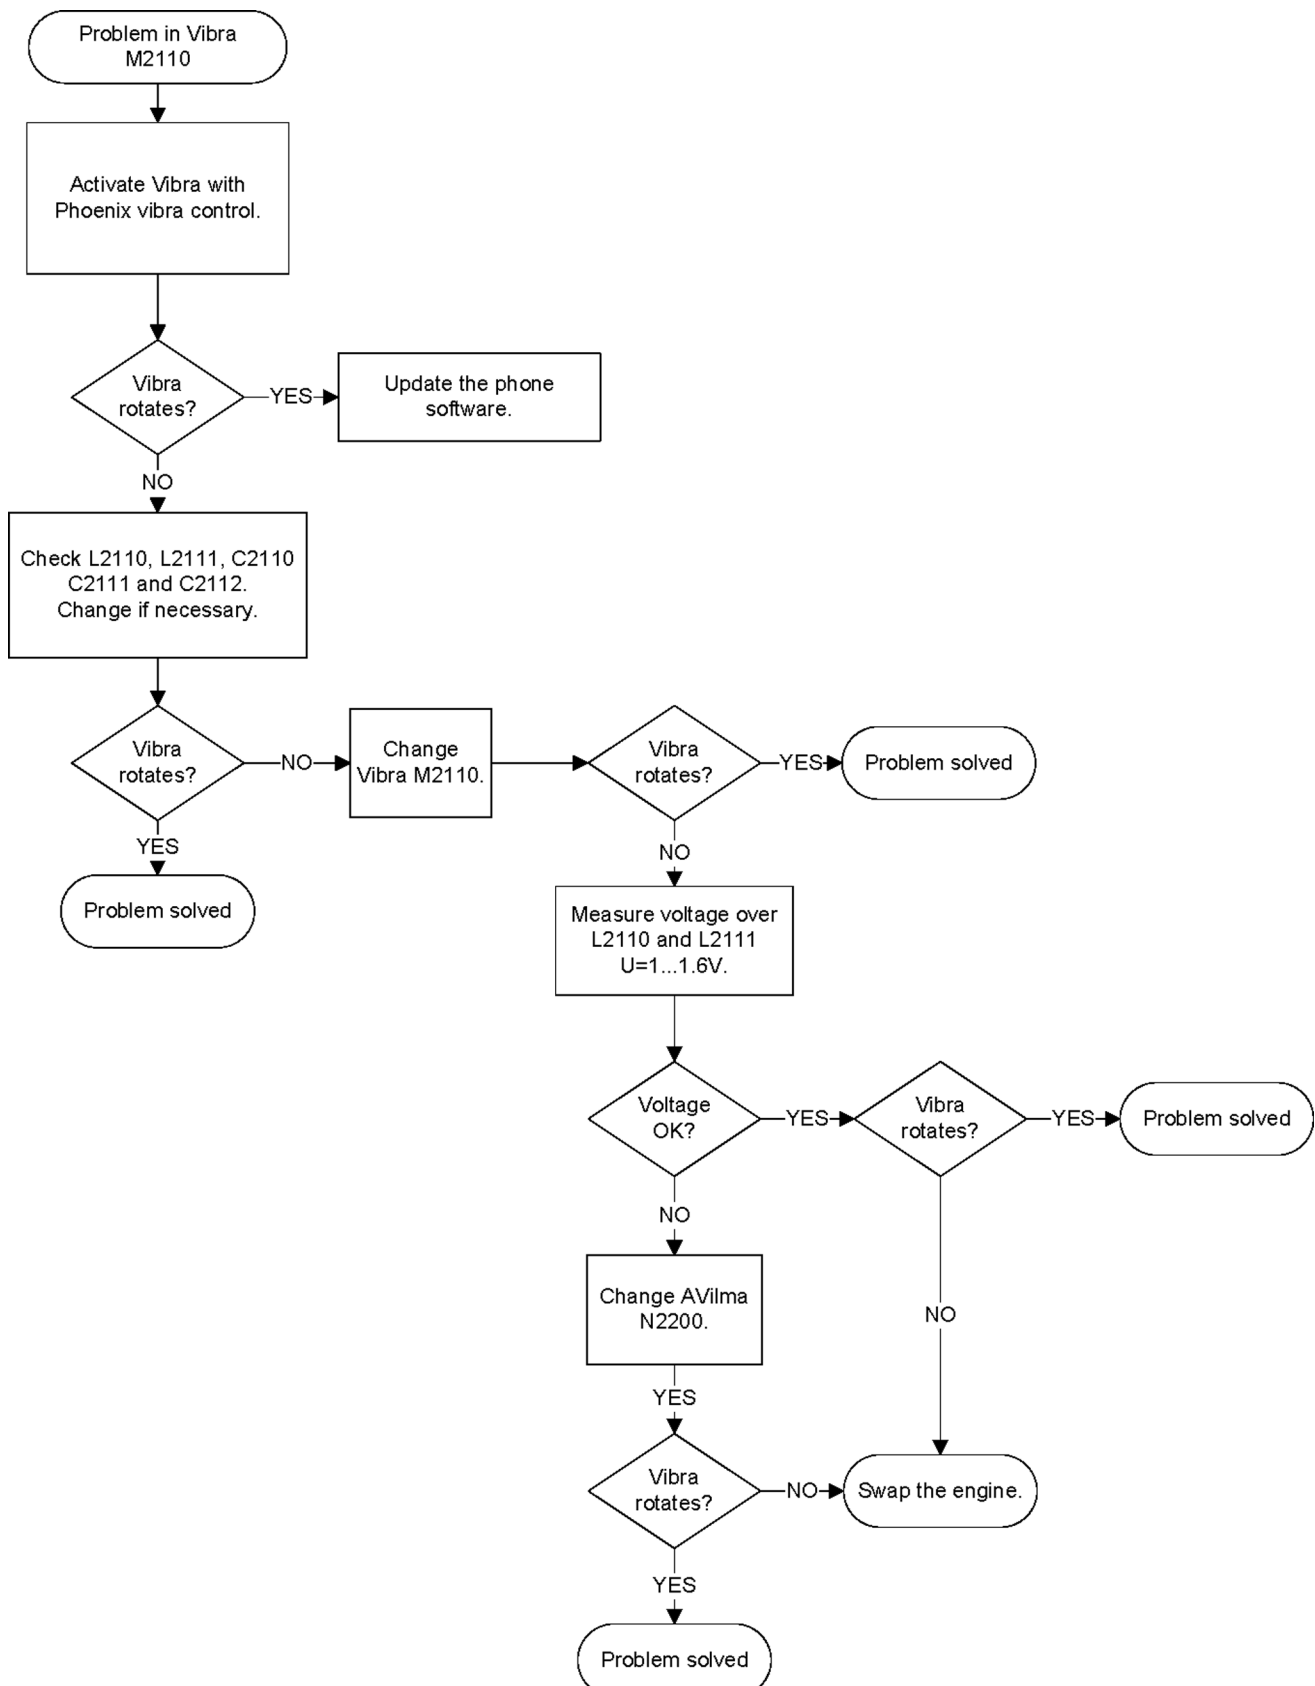 Problem in Vibra
M2110
Activate Vibra with
Phoenix vibra control.
Vibra
rotates?
YES
Update the phone
software.
NO
Check L2110, L2111, C2110
C2111 and C2112.
Change if necessary.
Vibra
rotates?
NO
Change
Vibra M2110.
Vibra
rotates?
YES
Problem solved
YES
Problem solved
NO
Measure voltage over
L2110 and L2111
U=1...1.6V.
Voltage
OK?
YES
Vibra
rotates?
YES
Problem solved
NO
Change AVilma
N2200.
NO
YES
Vibra
rotates?
NO
Swap the engine.
YES
Problem solved